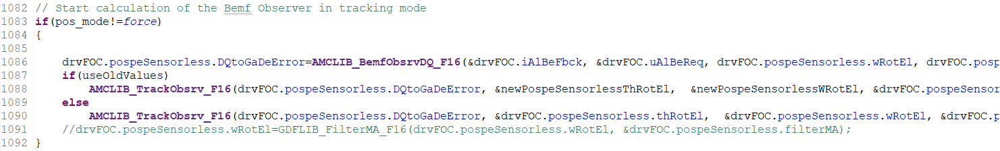 1082 // Start calculation of the Bemf Observer in tracking mode
1083 if(pos_mode!=force)
1084 {
1085
1086 drvFOC.pospeSensorless.DQtoGaDeError=AMCLIB_BemfObsrvDQ_F16(&drvFOC.iAlBeFbck, &drvFOC.uAlBeReq, drvFOC.pospeSensorless.wRotEl, drvFOC.posp
1087 if(useOldValues)
1088 AMCLIB_TrackObsrv_F16(drvFOC.pospeSensorless.DQtoGaDeError, &newPospeSensorlessThRotEl, &newPospeSensorlessWRotEl, &drvFOC.pospeSensor
1089 else
1090 AMCLIB_TrackObsrv_F16(drvFOC.pospeSensorless.DQtoGaDeError, &drvFOC.pospeSensorless.thRotEl, &drvFOC.pospeSensorless.wRotEl, &drvFOC.p
1091 //drvFOC.pospeSensorless.wRotEl=GDFLIB_FilterMA_F16(drvFOC.pospeSensorless.wRotEl, &drvFOC.pospeSensorless.filterMA);
1092 }